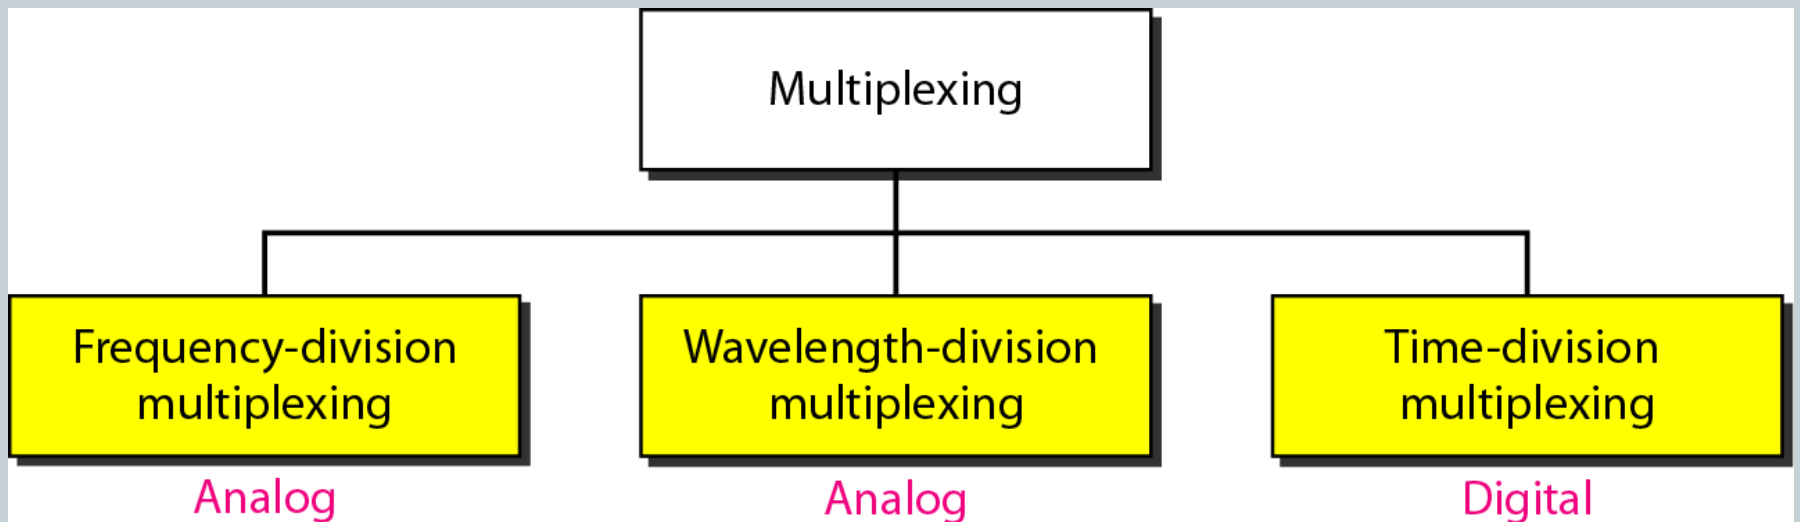 Multiplexing
Frequency-division
multiplexing
Wavelength-division
multiplexing
Time-division
multiplexing
Analog
Analog
Digital